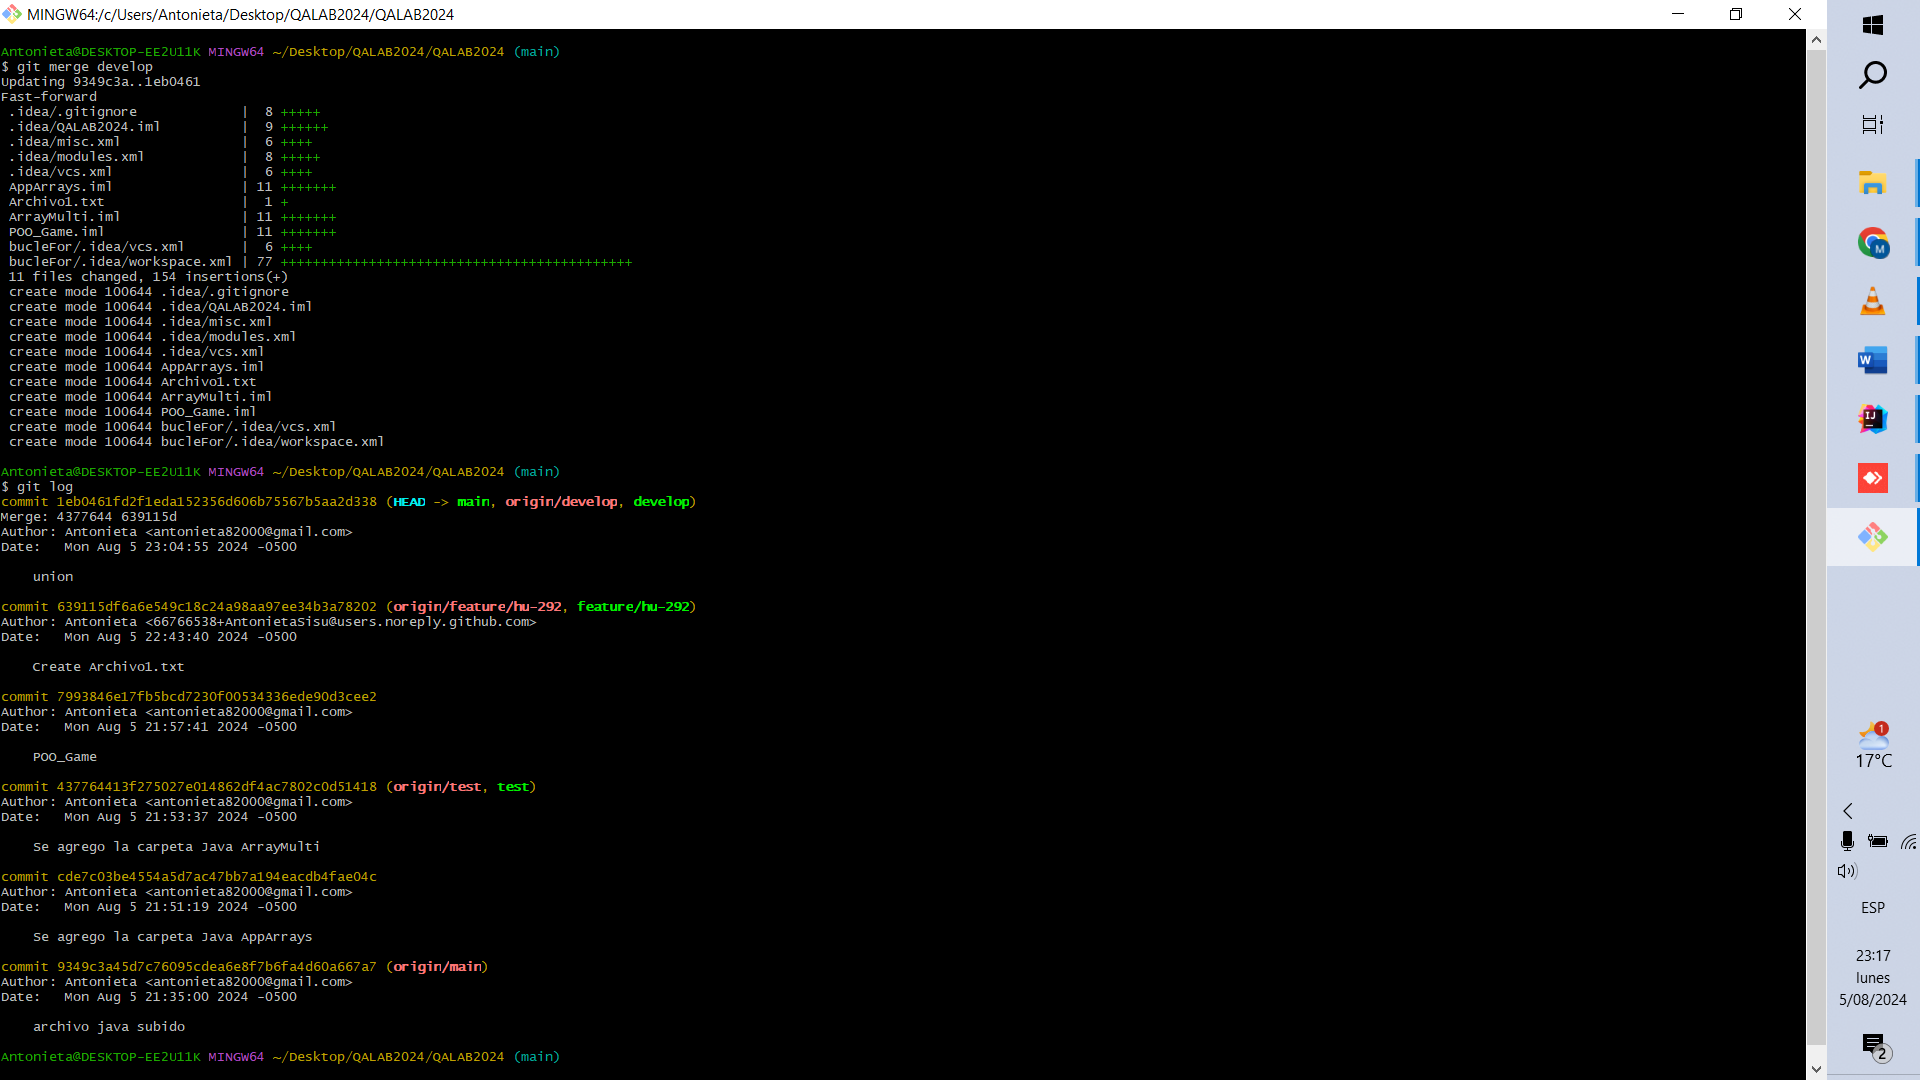 MINGW64:/c/Users/Antonieta/Desktop/QALAB2024/QALAB2024
Antonieta@DESKTOP-EE2U11K MINGW64 ~/Desktop/QALAB2024/QALAB2024 (main)
$ git merge develop
Updating 9349c3a..1eb0461
Fast-forward
.idea/.gitignore | 8 +++++
.idea/QALAB2024.iml | 9 ++++++
.idea/misc.xml | 6 ++++
.idea/modules.xml | 8 +++++
.idea/vcs.xml | 6 ++++
AppArrays.iml | 11 +++++++
Archivo1.txt | 1 +
ArrayMulti.iml | 11 +++++++
POO_Game.iml | 11 +++++++
bucleFor/.idea/vcs.xml | 6 ++++
bucleFor/.idea/workspace.xml | 77 ++++++++++++++++++++++++++++++++++++++++++++
11 files changed, 154 insertions(+)
create mode 100644 .idea/.gitignore
create mode 100644 .idea/QALAB2024.iml
create mode 100644 .idea/misc.xml
create mode 100644 .idea/modules.xml
create mode 100644 .idea/vcs.xml
create mode 100644 AppArrays.iml
create mode 100644 Archivo1.txt
create mode 100644 ArrayMulti.iml
create mode 100644 POO_Game.iml
create mode 100644 bucleFor/.idea/vcs.xml
create mode 100644 bucleFor/.idea/workspace.xml
Antonieta@DESKTOP-EE2U11K MINGW64 ~/Desktop/QALAB2024/QALAB2024 (main)
$ git log
commit 1eb0461fd2f1eda152356d606b75567b5aa2d338 (HEAD -> main, origin/develop, develop)
Merge: 4377644 639115d
Author: Antonieta <antonieta82000@gmail.com>
Date:   Mon Aug 5 23:04:55 2024 -0500
union
commit 639115df6a6e549c18c24a98aa97ee34b3a78202 (origin/feature/hu-292, feature/hu-292)
Author: Antonieta <66766538+AntonietaSisu@users.noreply.github.com>
Date:   Mon Aug 5 22:43:40 2024 -0500
Create Archivo1.txt
commit 7993846e17fb5bcd7230f00534336ede90d3cee2
Author: Antonieta <antonieta82000@gmail.com>
Date:   Mon Aug 5 21:57:41 2024 -0500
POO_Game
commit 437764413f275027e014862df4ac7802c0d51418 (origin/test, test)
Author: Antonieta <antonieta82000@gmail.com>
Date:   Mon Aug 5 21:53:37 2024 -0500
Se agrego la carpeta Java ArrayMulti
commit cde7c03be4554a5d7ac47bb7a194eacdb4fae04c
Author: Antonieta <antonieta82000@gmail.com>
Date:   Mon Aug 5 21:51:19 2024 -0500
Se agrego la carpeta Java AppArrays
commit 9349c3a45d7c76095cdea6e8f7b6fa4d60a667a7 (origin/main)
Author: Antonieta <antonieta82000@gmail.com>
Date:   Mon Aug 5 21:35:00 2024 -0500
archivo java subido
Antonieta@DESKTOP-EE2U11K MINGW64 ~/Desktop/QALAB2024/QALAB2024 (main)
M
W
IJ
1
17°C
ESP
23:17
lunes
5/08/2024
2